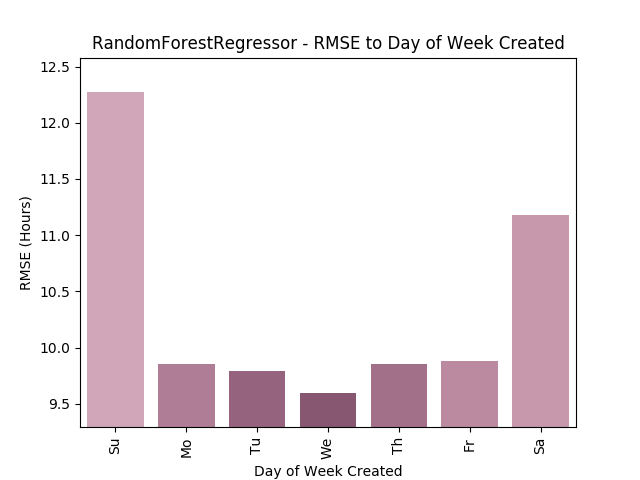 RandomForestRegressor - RMSE to Day of Week Created
12.5
12.0
11.5
11.0
10.5
10.0
9.5
RMSE (Hours)
Su
Mo
Tu
We
Th
Fr
Sa
Day of Week Created